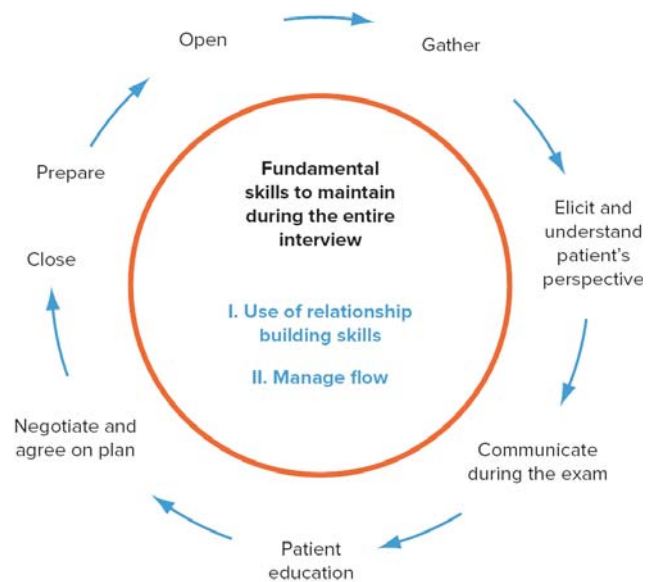 Open
Gather
Prepare
Fundamental
skills to maintain
during the entire
interview
Elicit and
understand
patient's
perspective
Close
I. Use of relationship
building skills
II. Manage flow
Negotiate and
agree on plan
Communicate
during the exam
Patient
education